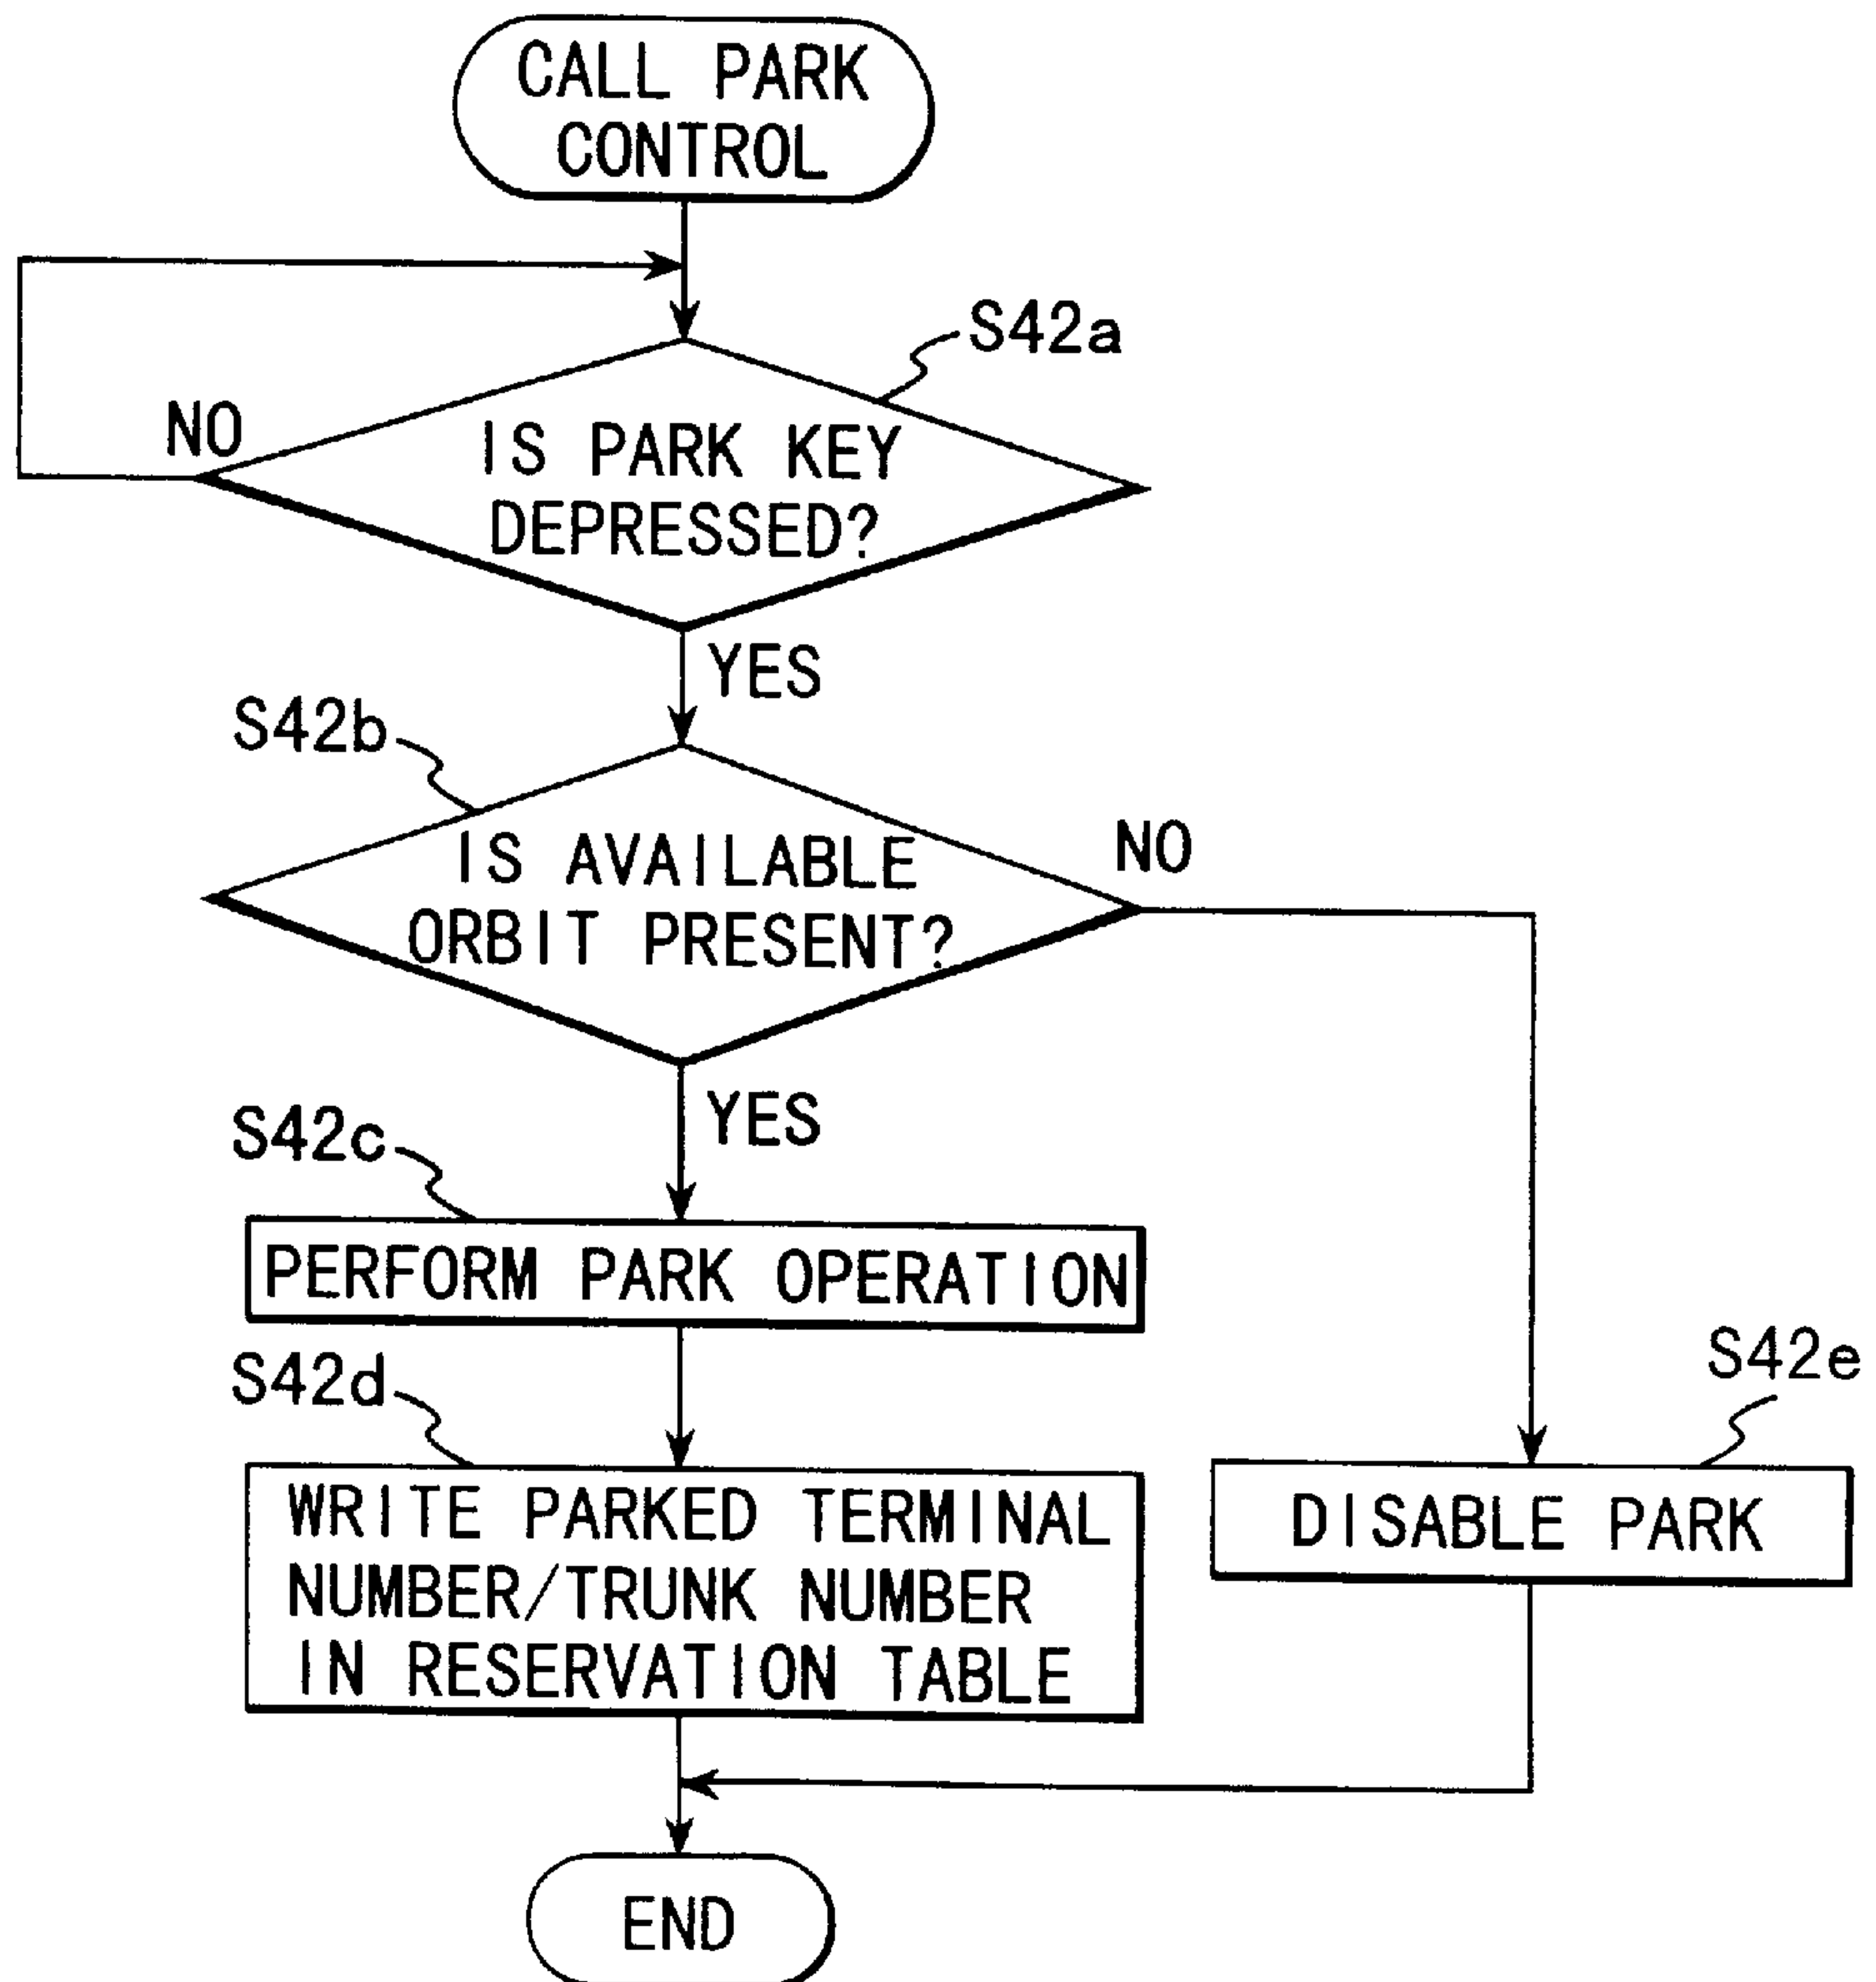 CALL PARK
CONTROL
S42a
NO
IS PARK KEY
DEPRESSED?
YES
S42b
IS AVAILABLE
ORBIT PRESENT?
NO
YES
S42c
PERFORM PARK OPERATION
S42d
WRITE PARKED TERMINAL
NUMBER/TRUNK NUMBER
IN RESERVATION TABLE
S42e
DISABLE PARK
END